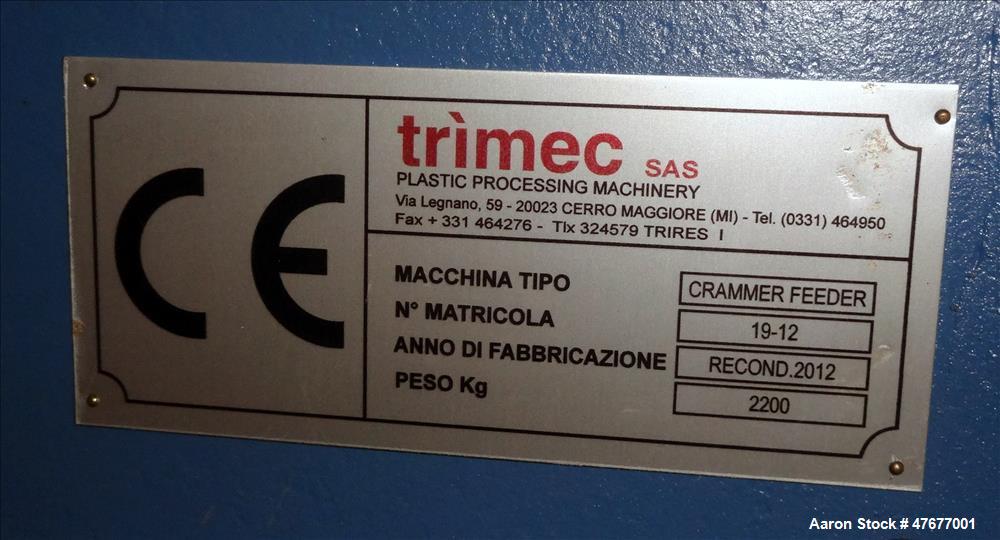 CE
trìmec SAS
PLASTIC PROCESSING MACHINERY
Via Legnano, 59 - 20023 CERRO MAGGIORE (MI) - Tel. (0331) 464950
Fax + 331 464276 - Tlx 324579 TRIRES I
MACCHINA TIPO CRAMMER FEEDER
N° MATRICOLA 19-12
ANNO DI FABBRICAZIONE RECOND.2012
PESO Kg 2200
Aaron Stock # 47677001